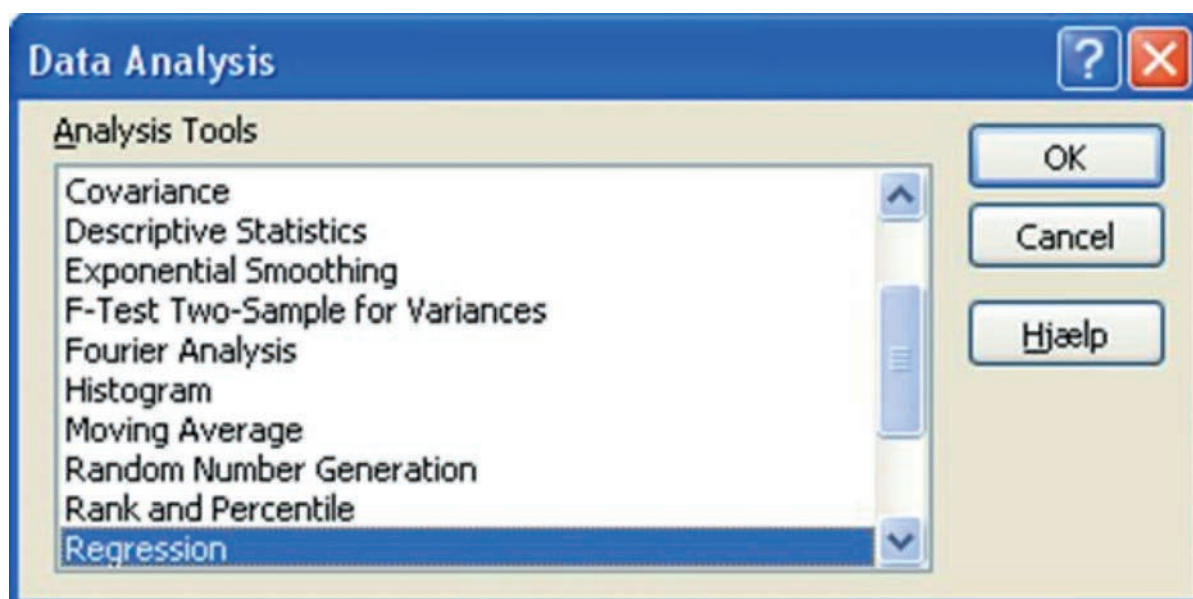 Data Analysis
Analysis Tools
Covariance
Descriptive Statistics
Exponential Smoothing
F-Test Two-Sample for Variances
Fourier Analysis
Histogram
Moving Average
Random Number Generation
Rank and Percentile
Regression
OK
Cancel
Hjælp